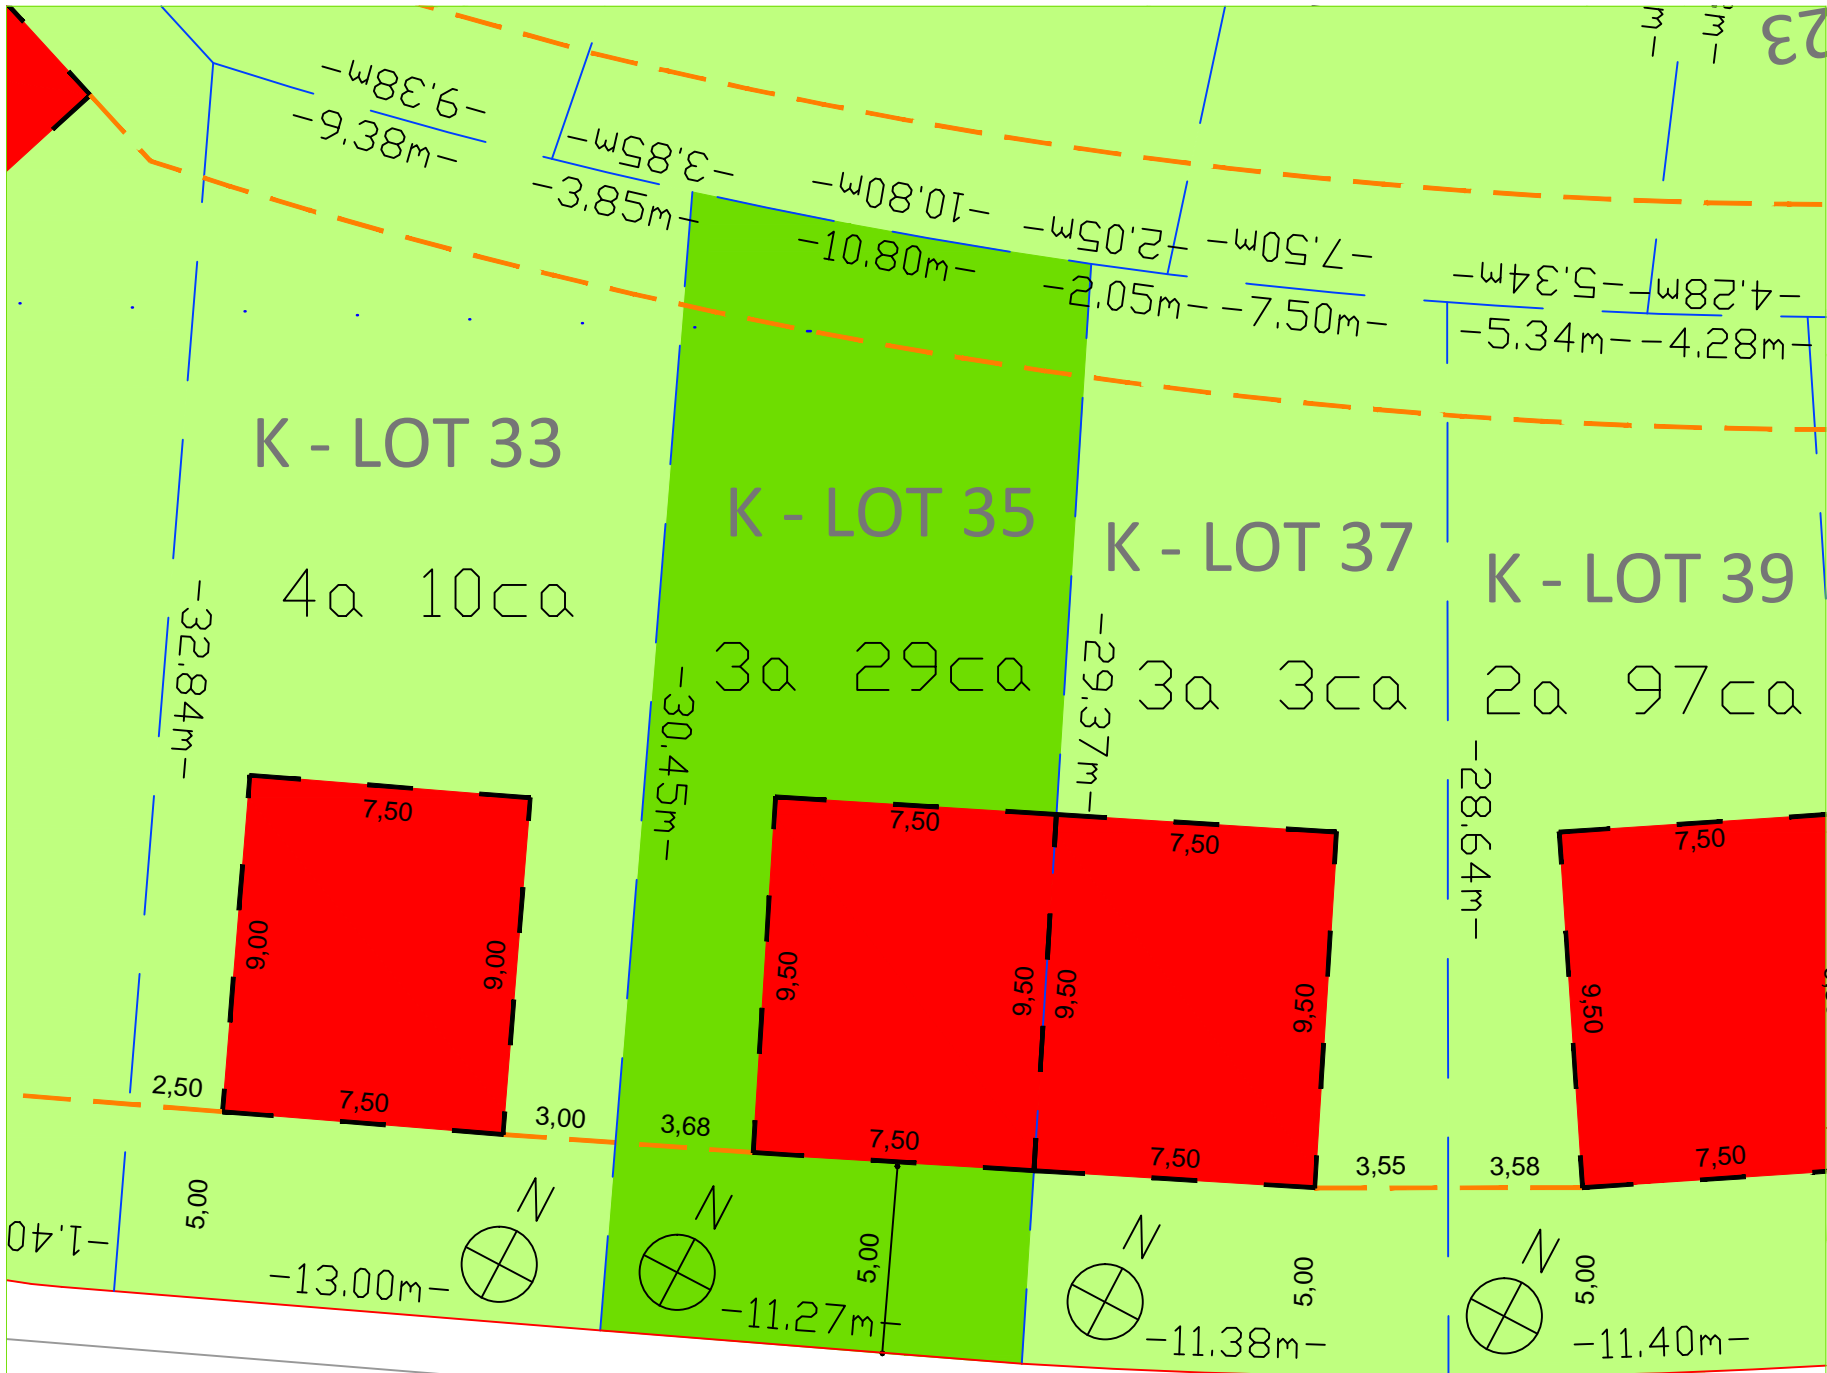 m-
m-
23
-9.38m-
-9.38m-
-3.85m-
-3.85m-
-10.80m-
-10.80m-
-2.05m-
-2.05m-
-7.50m-
-7.50m-
-5.34m-
-5.34m-
-4.28m-
-4.28m-
K - LOT 33
4a 10ca
K - LOT 35
3a 29ca
K - LOT 37
3a 3ca
K - LOT 39
2a 97ca
-32.84m-
-30.45m-
-29.37m-
-28.64m-
7,50
9,00
9,00
7,50
7,50
9,50
9,50
7,50
7,50
9,50
9,50
7,50
7,50
9,50
7,50
2,50
3,00
3,68
3,55
3,58
5,00
5,00
5,00
5,00
N
N
N
N
-1.40
-13.00m-
-11.27m-
-11.38m-
-11.40m-